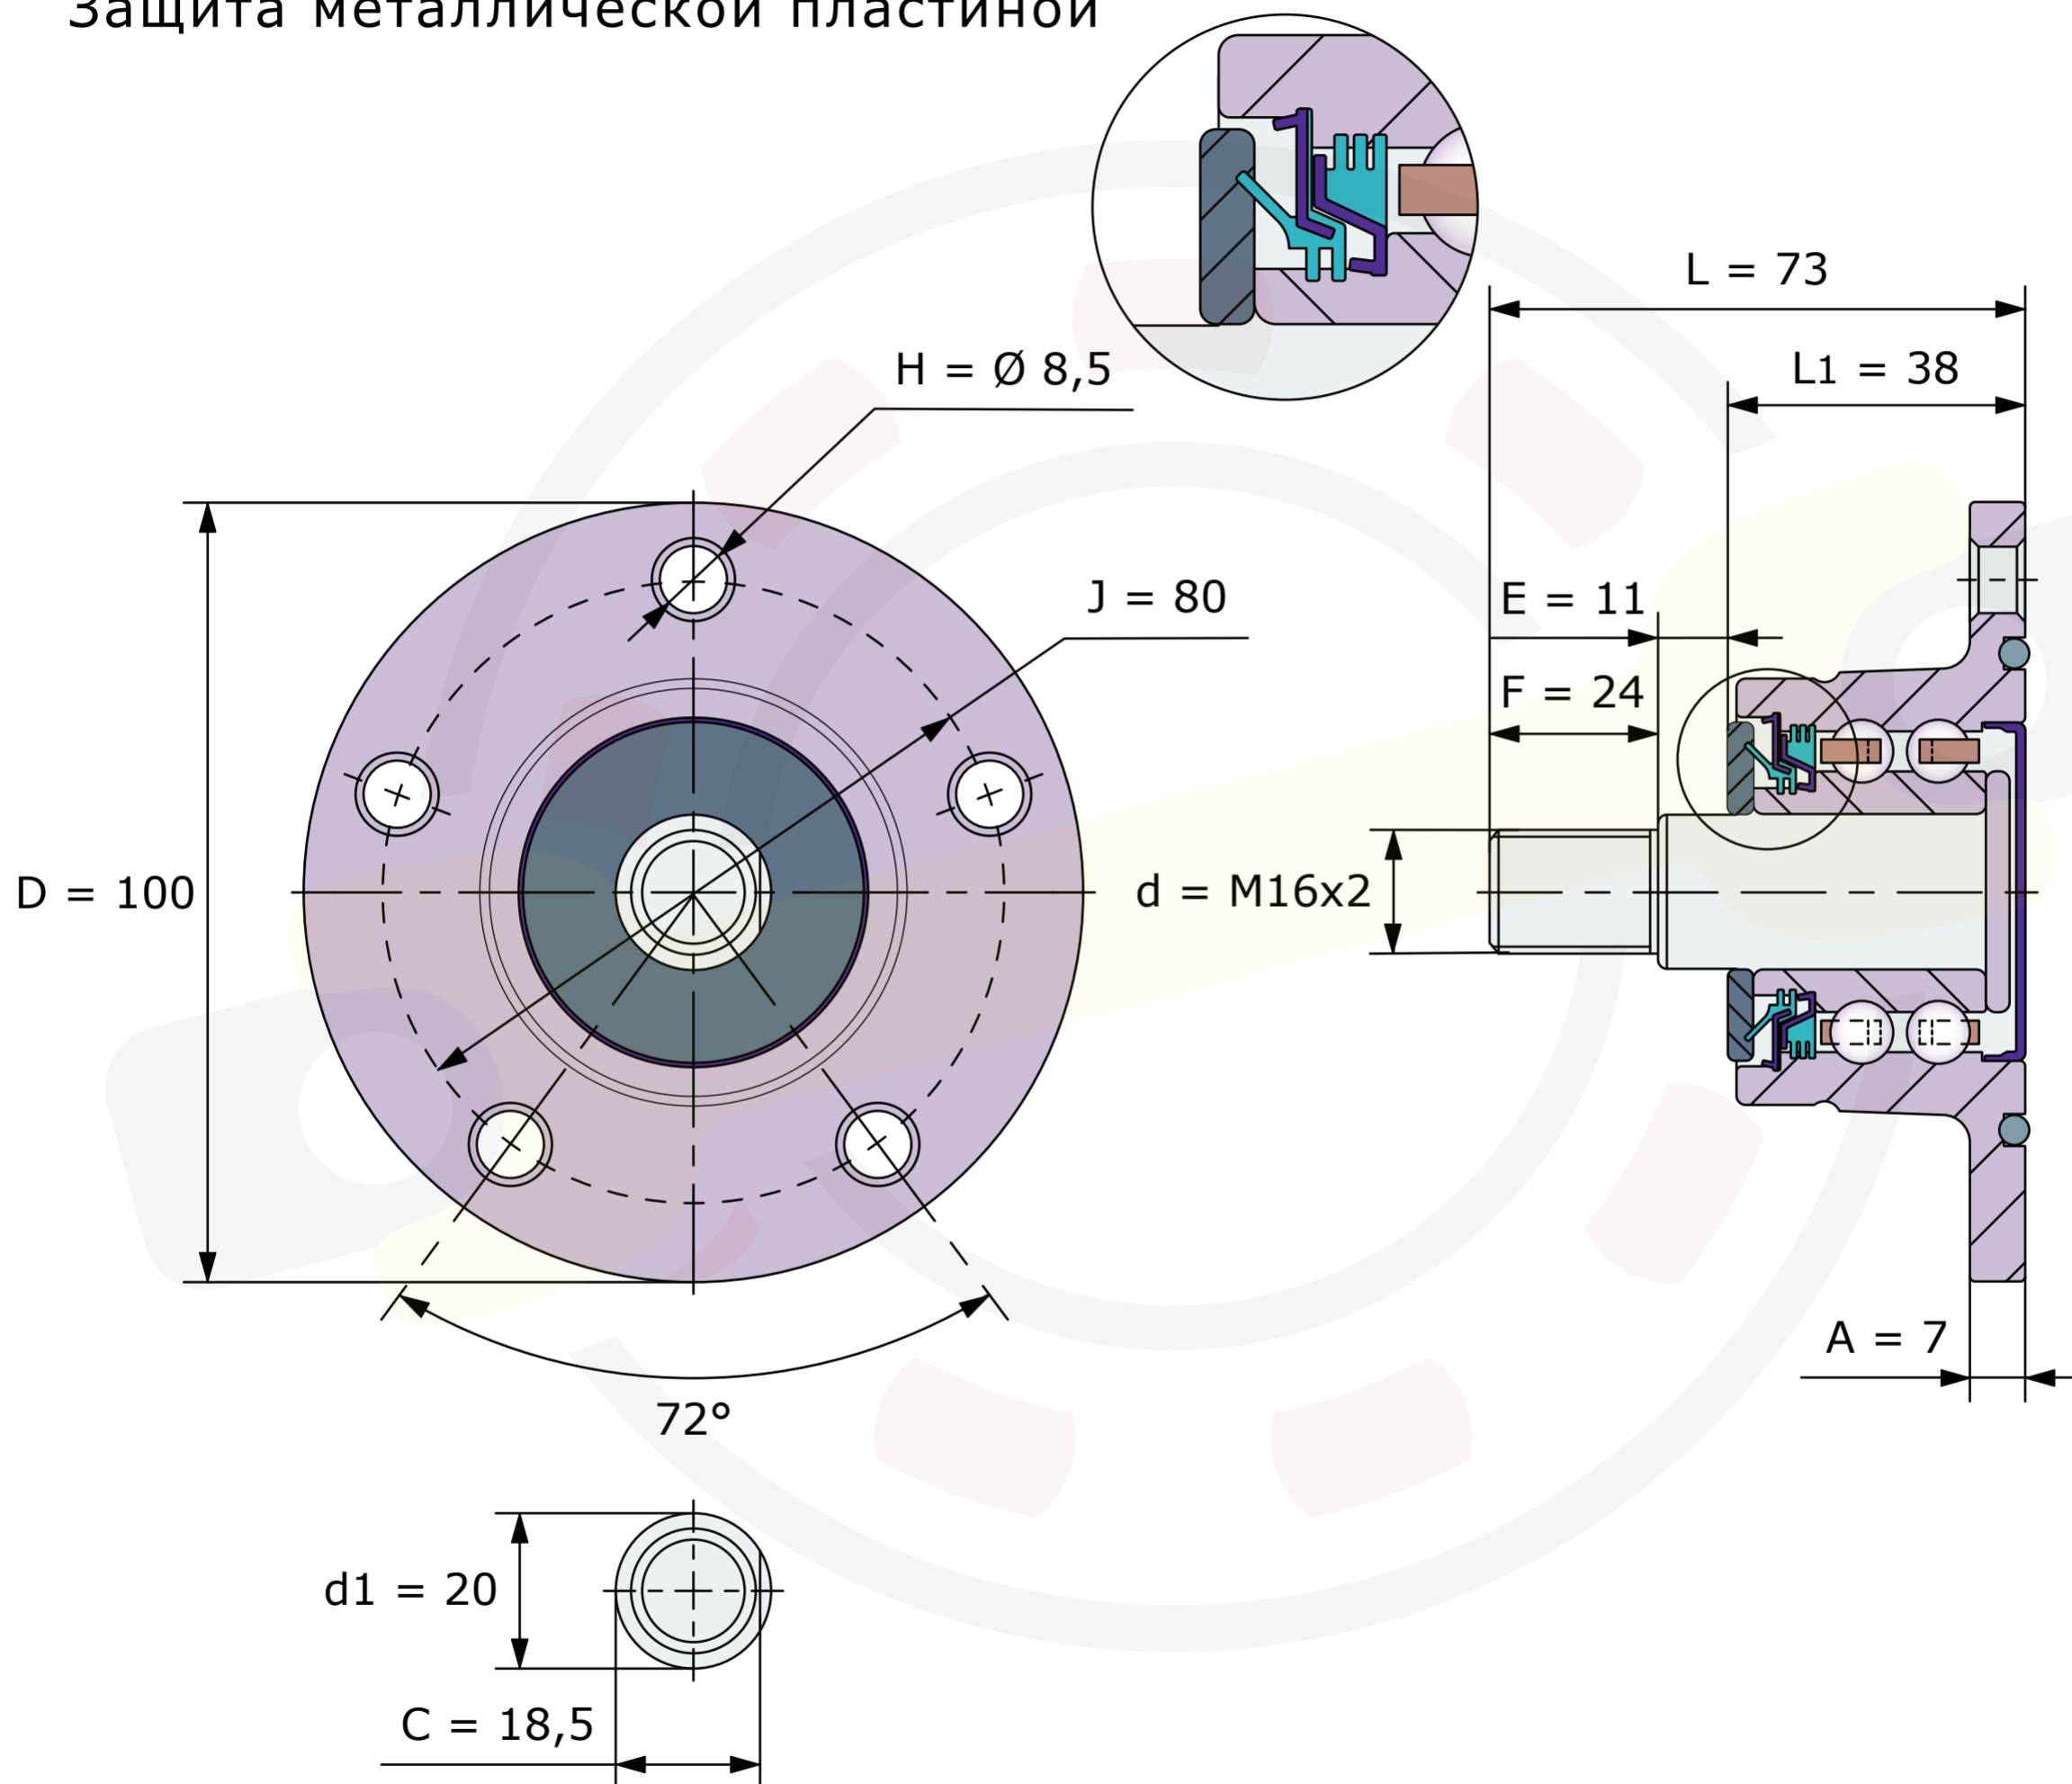 Защита металлической пластиной
L = 73
L1 = 38
H = Ø 8,5
J = 80
E = 11
F = 24
D = 100
d = M16x2
A = 7
72°
d1 = 20
C = 18,5